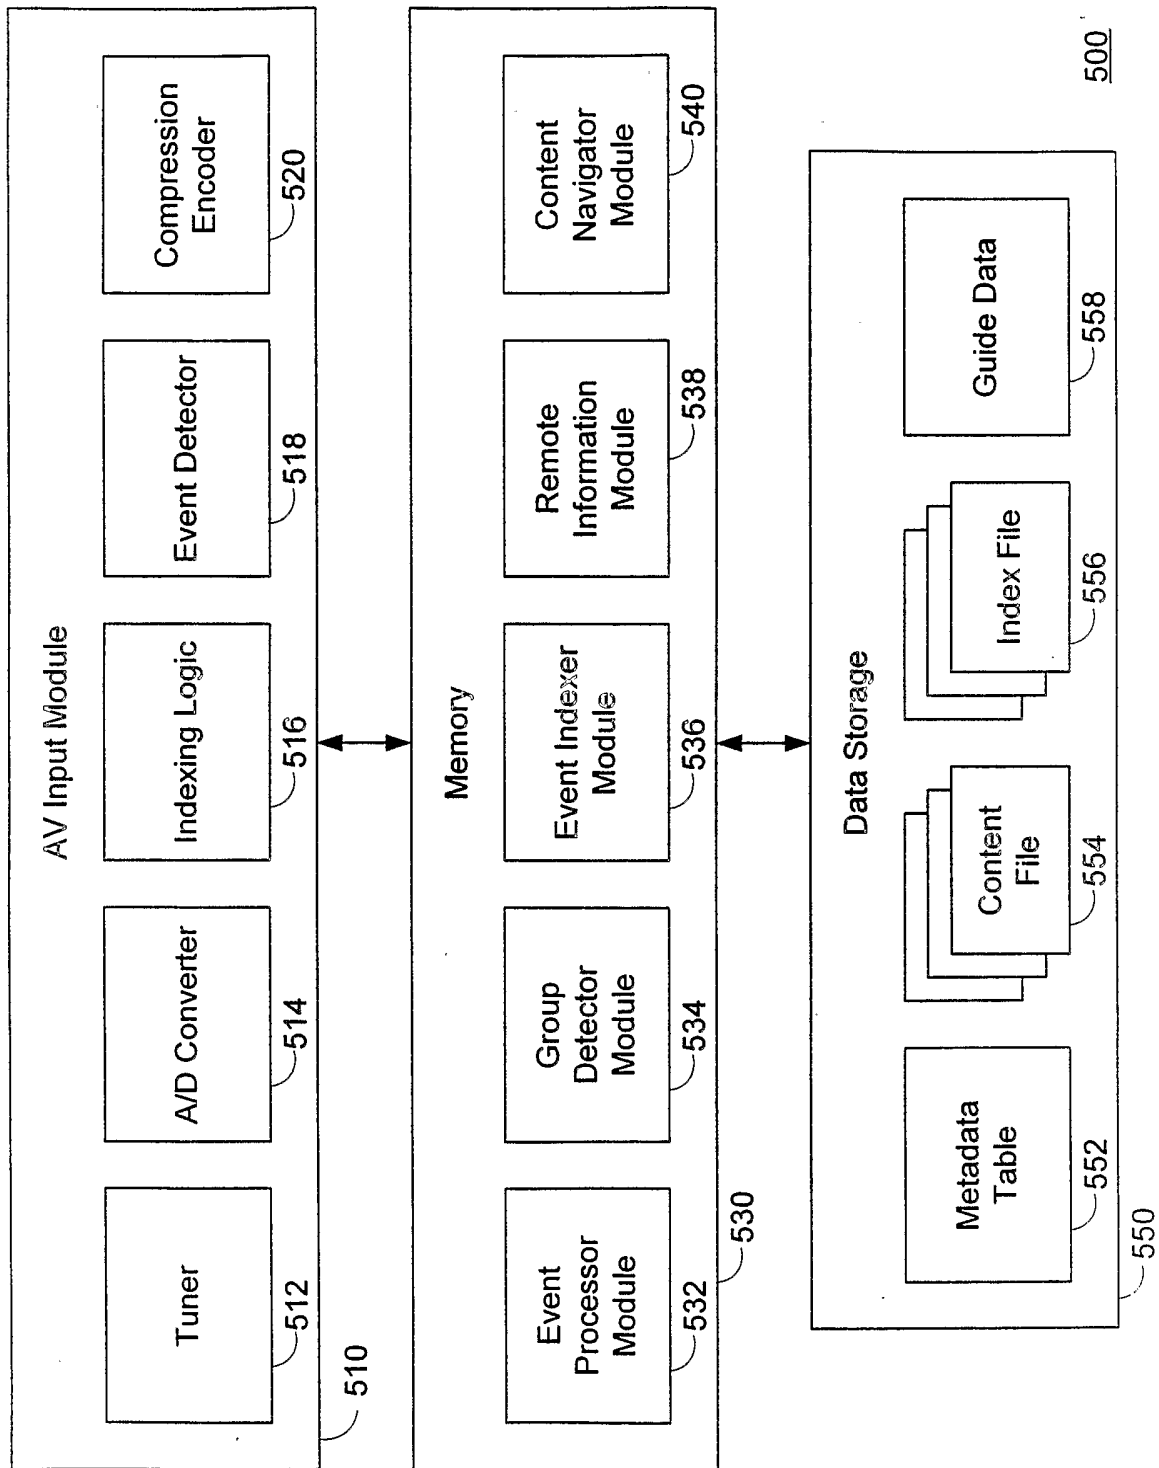 AV Input Module
Tuner
512
A/D Converter
514
Indexing Logic
516
Event Detector
518
Compression
Encoder
520
510
Memory
Event
Processor
Module
532
Group
Detector
Module
534
Event Indexer
Module
536
Remote
Information
Module
538
Content
Navigator
Module
540
530
Data Storage
Metadata
Table
552
Content
File
554
Index File
556
Guide Data
558
550
500